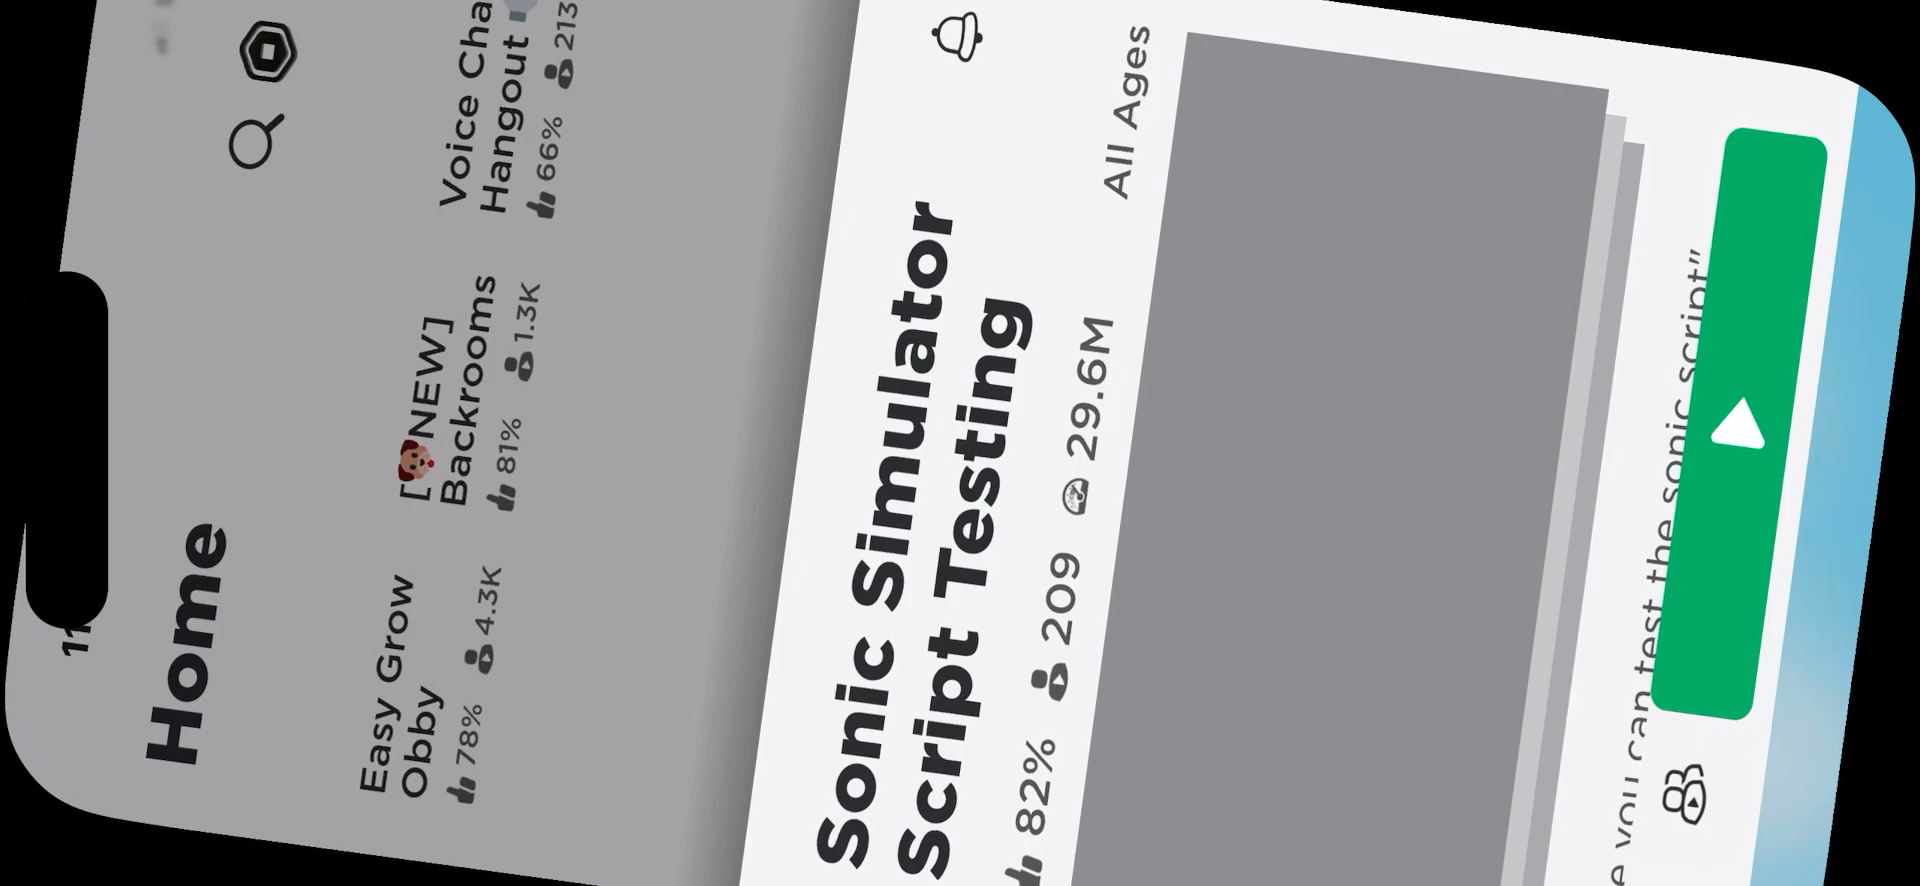 11
Home
Easy Grow
Obby
78% 4.3K
[🐶NEW]
Backrooms
81% 1.3K
Voice Cha
Hangout
66% 213
Sonic Simulator
Script Testing
82% 209 29.6M All Ages
you can test the sonic script"